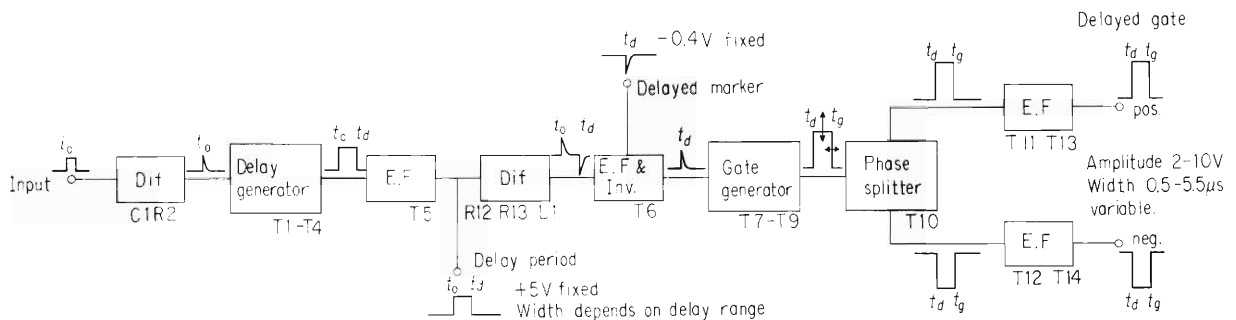 Delayed gate
t_d -0.4V fixed
t_d t_g
t_d t_g
Delayed marker
E.F
pos.
T11 T13
i_o
t_o
t_c t_d
t_o t_d
t_d
t_d t_g
Input
Dif
Delay generator
E.F
Dif
E.F & Inv.
Gate generator
Phase splitter
Amplitude 2-10V
Width 0.5-5.5μs
variable.
C1R2
T1-T4
T5
R12 R13 L1
T6
T7-T9
T10
E.F
neg.
T12 T14
Delay period
t_o t_d
+5V fixed
Width depends on delay range
t_d t_g
t_d t_g